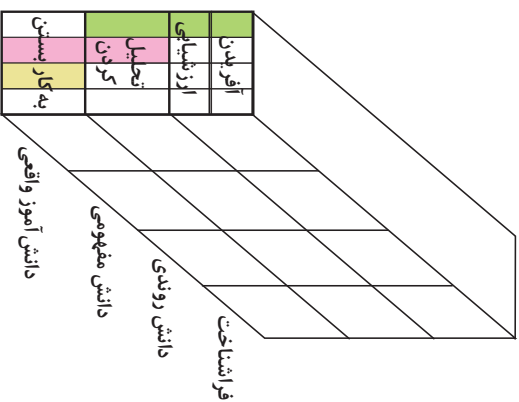 آفریدن
ارزشیابی
تحلیل
کردن
به کار بستن
دانش آموز واقعی
دانش مفهومی
دانش روندی
فراشناخت